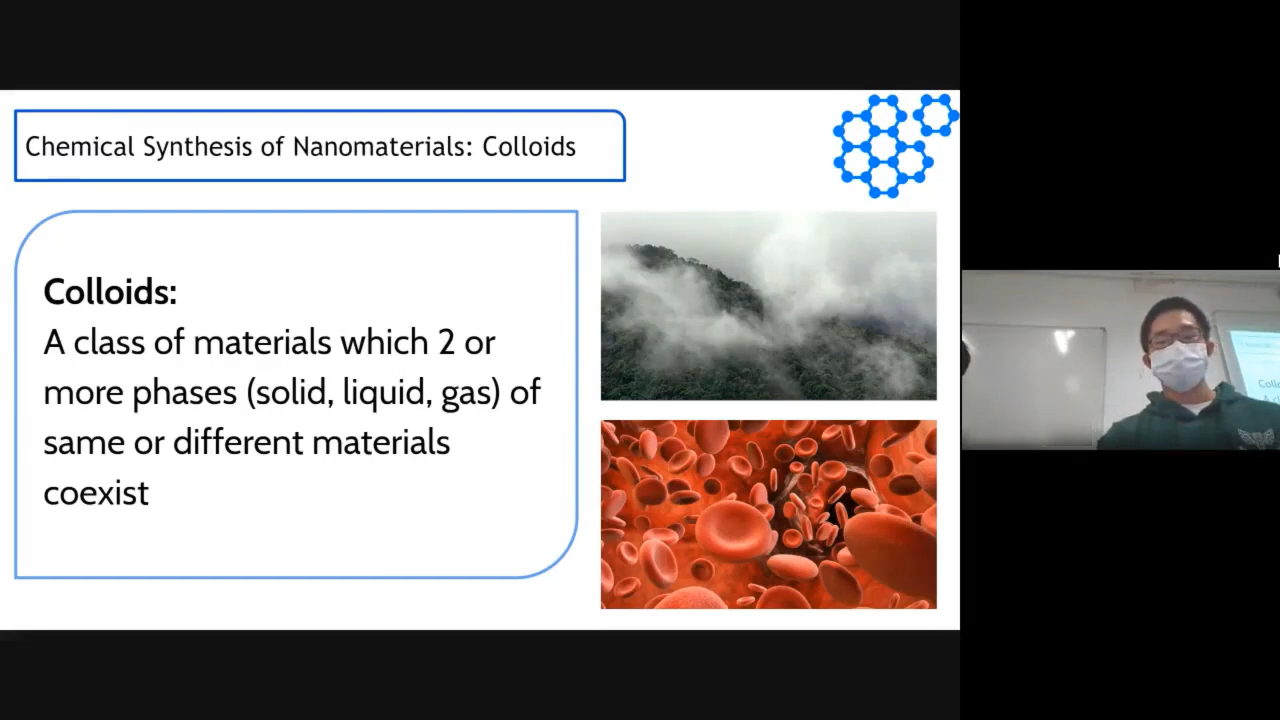 Chemical Synthesis of Nanomaterials: Colloids
Colloids:
A class of materials which 2 or
more phases (solid, liquid, gas) of
same or different materials
coexist